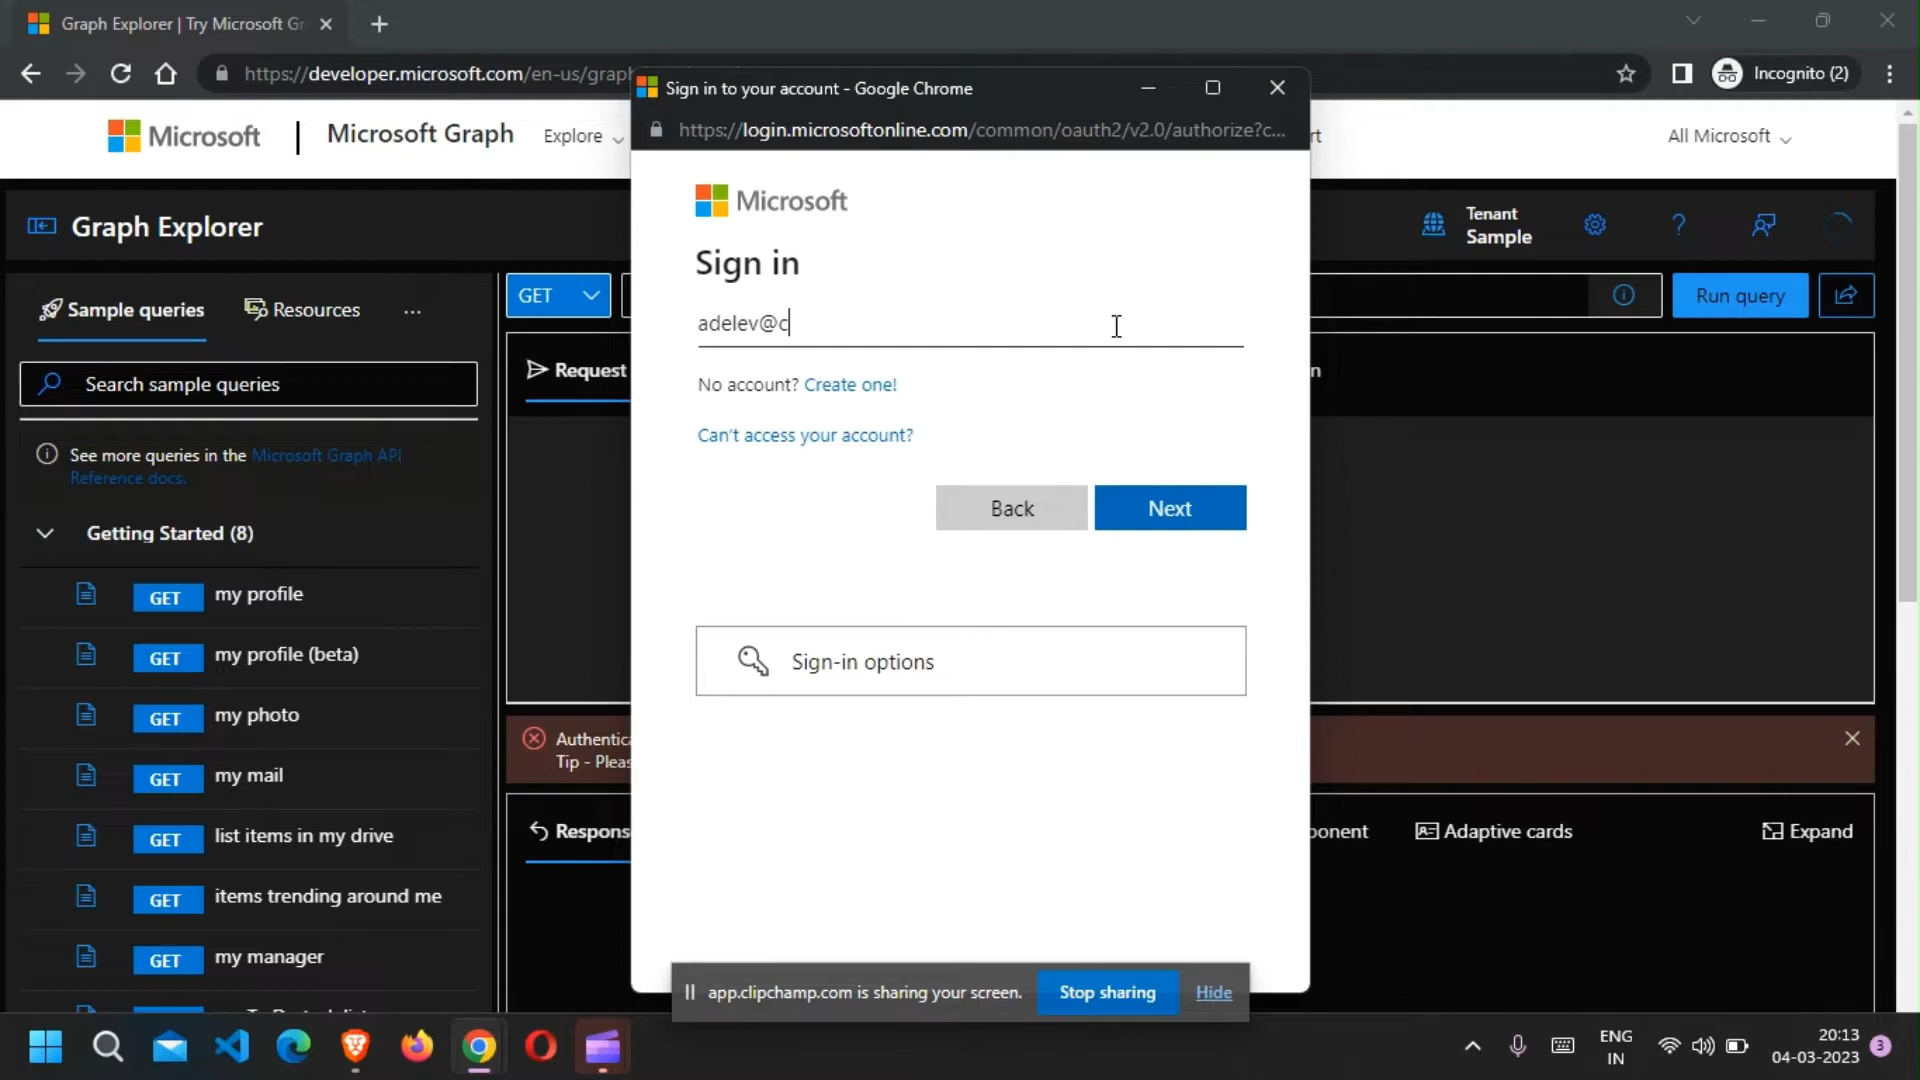 Graph Explorer | Try Microsoft Gr
https://developer.microsoft.com/en-us/graph
Incognito (2)
Sign in to your account - Google Chrome
https://login.microsoftonline.com/common/oauth2/v2.0/authorize?c...
Microsoft
Microsoft Graph
Explore
rt
All Microsoft
Microsoft
Graph Explorer
Tenant
Sample
Sign in
Sample queries
Resources
...
GET
adelev@c
Run query
Search sample queries
Request
No account? Create one!
n
See more queries in the Microsoft Graph API
Reference docs.
Can't access your account?
Back
Next
Getting Started (8)
GET my profile
GET my profile (beta)
Sign-in options
GET my photo
Authentica
Tip - Pleas
GET my mail
GET list items in my drive
Respons
ponent
Adaptive cards
Expand
GET items trending around me
GET my manager
app.clipchamp.com is sharing your screen.
Stop sharing
Hide
ENG
IN
20:13
04-03-2023
3